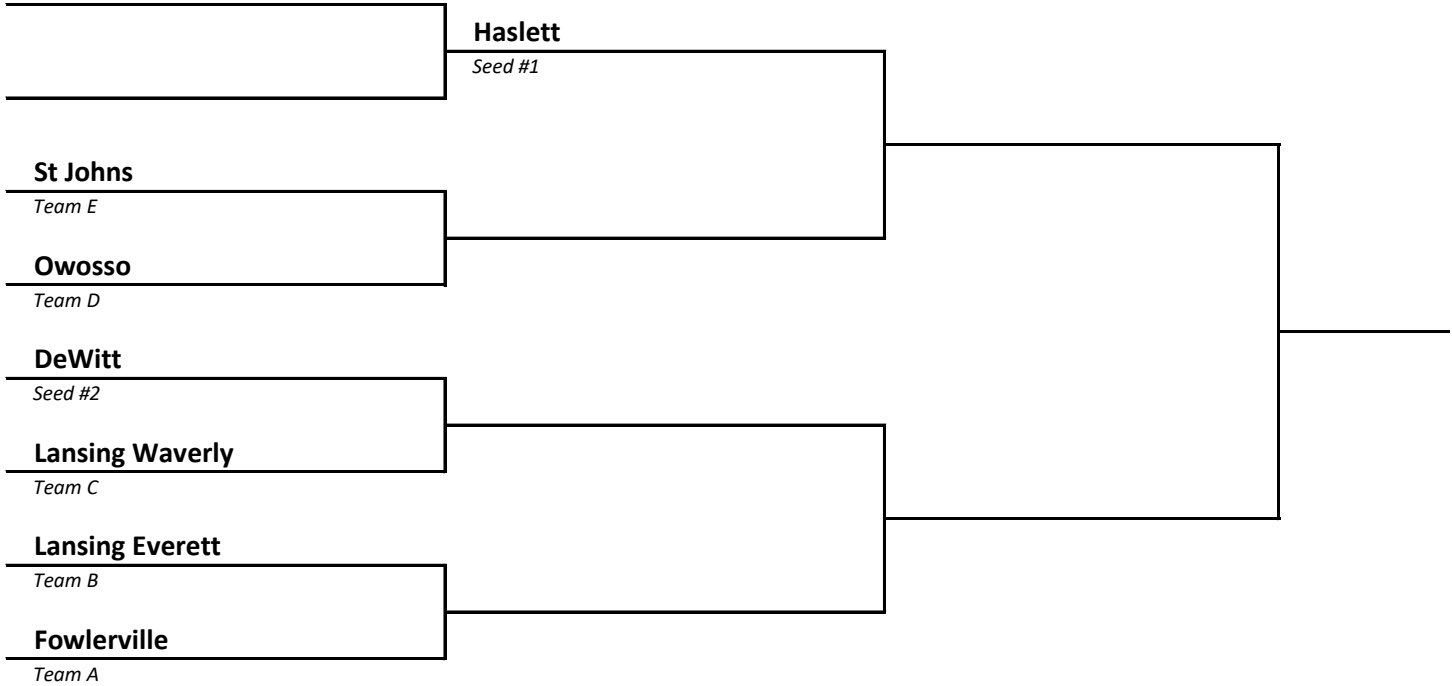 Haslett
Seed #1
St Johns
Team E
Owosso
Team D
DeWitt
Seed #2
Lansing Waverly
Team C
Lansing Everett
Team B
Fowlerville
Team A